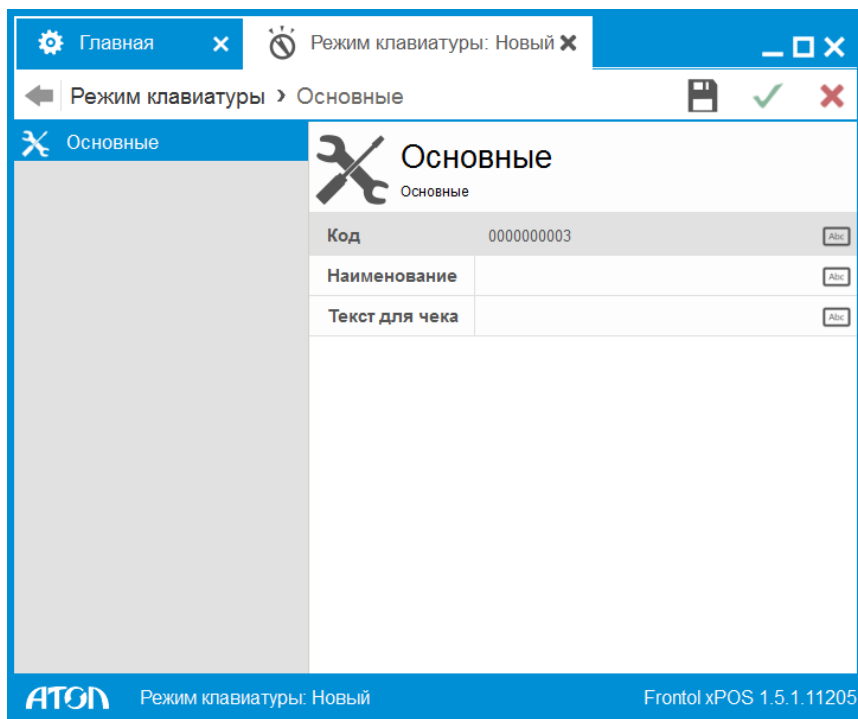 Главная
Режим клавиатуры: Новый
Режим клавиатуры › Основные
Основные
Основные
Основные
Код 0000000003 Abc
Наименование Abc
Текст для чека Abc
АТОЛ Режим клавиатуры: Новый Frontol xPOS 1.5.1.11205